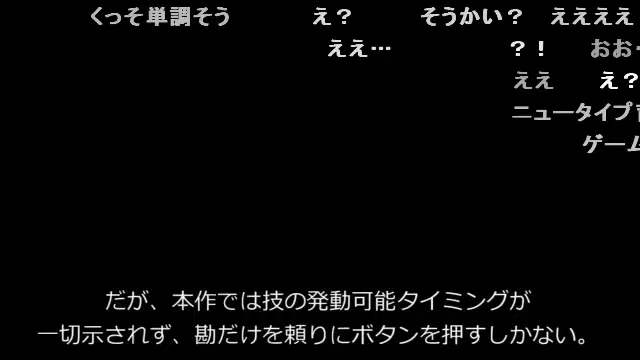 くっそ単調そう え？ そうかい？ ええええ
ええ… ？！ おお
ええ え？
ニュータイプ
ゲーム
だが、本作では技の発動可能タイミングが
一切示されず、勘だけを頼りにボタンを押すしかない。